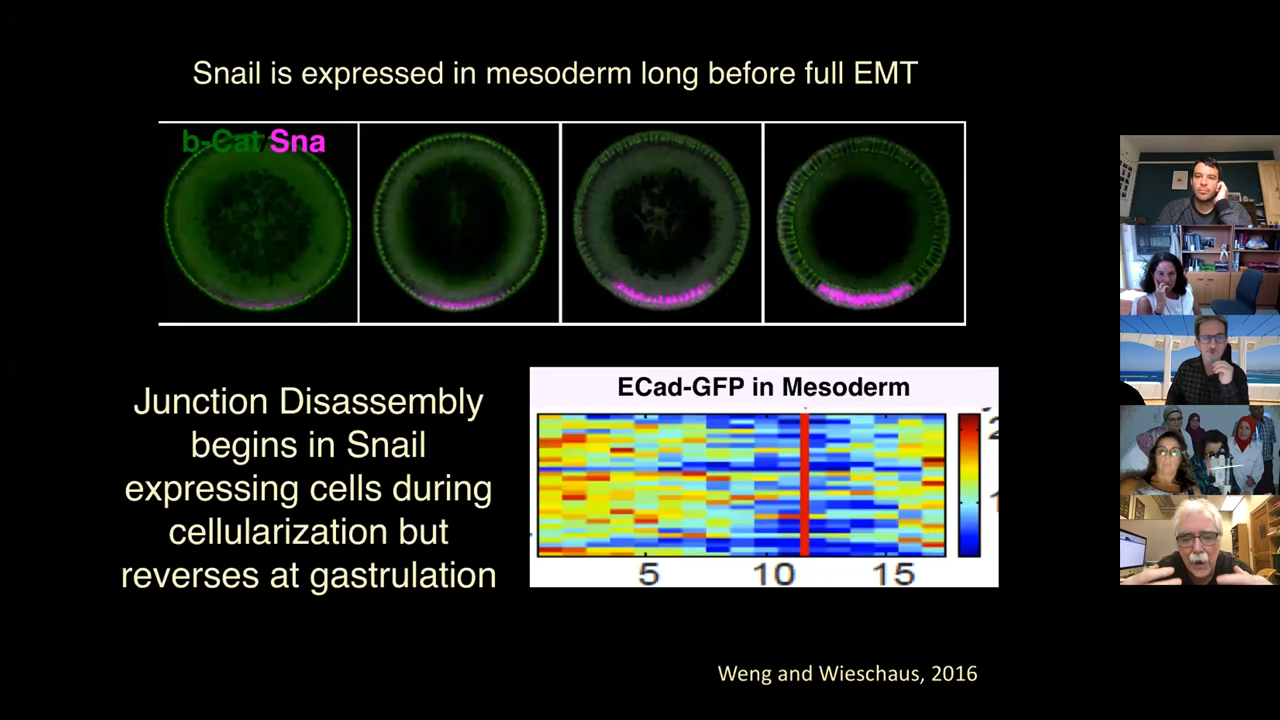 Snail is expressed in mesoderm long before full EMT
b-Cat/Sna
Junction Disassembly
begins in Snail
expressing cells during
cellularization but
reverses at gastrulation
ECad-GFP in Mesoderm
2
5 10 15
Weng and Wieschaus, 2016